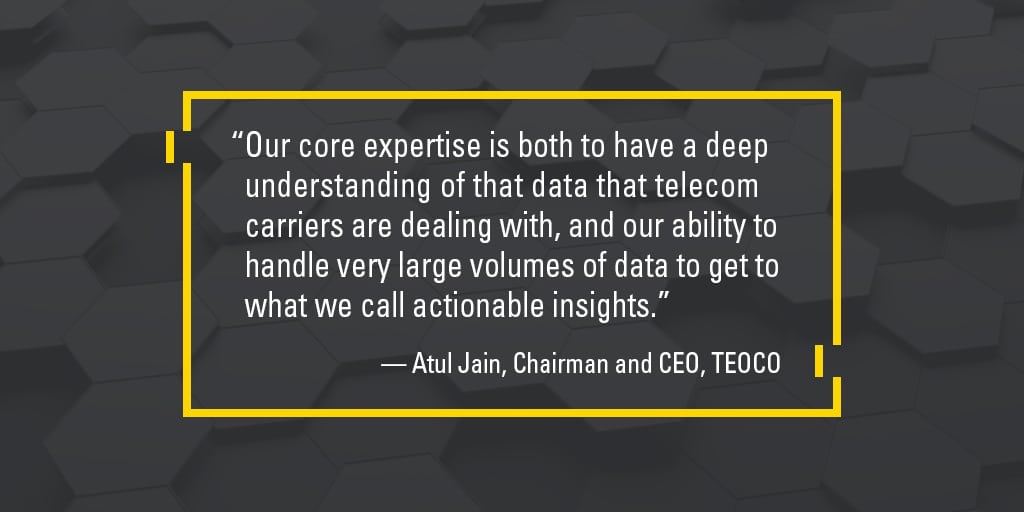 “Our core expertise is both to have a deep
understanding of that data that telecom
carriers are dealing with, and our ability to
handle very large volumes of data to get to
what we call actionable insights.”
— Atul Jain, Chairman and CEO, TEOCO